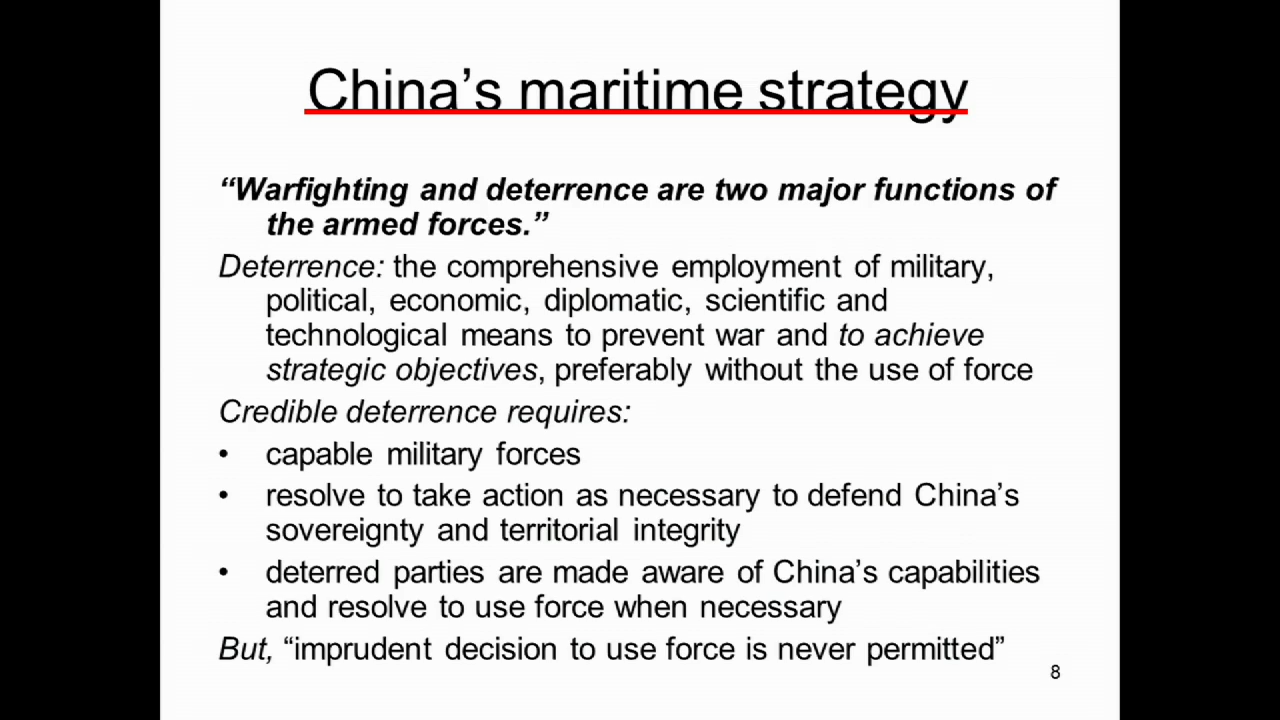 China’s maritime strategy
“Warfighting and deterrence are two major functions of
the armed forces.”
Deterrence: the comprehensive employment of military,
political, economic, diplomatic, scientific and
technological means to prevent war and to achieve
strategic objectives, preferably without the use of force
Credible deterrence requires:
• capable military forces
• resolve to take action as necessary to defend China’s
sovereignty and territorial integrity
• deterred parties are made aware of China’s capabilities
and resolve to use force when necessary
But, “imprudent decision to use force is never permitted”
8